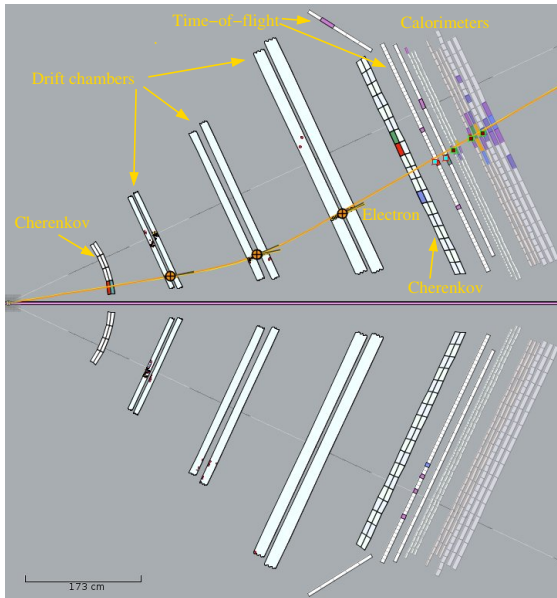 Time-of-flight
Calorimeters
Drift chambers
Cherenkov
Electron
Cherenkov
173 cm